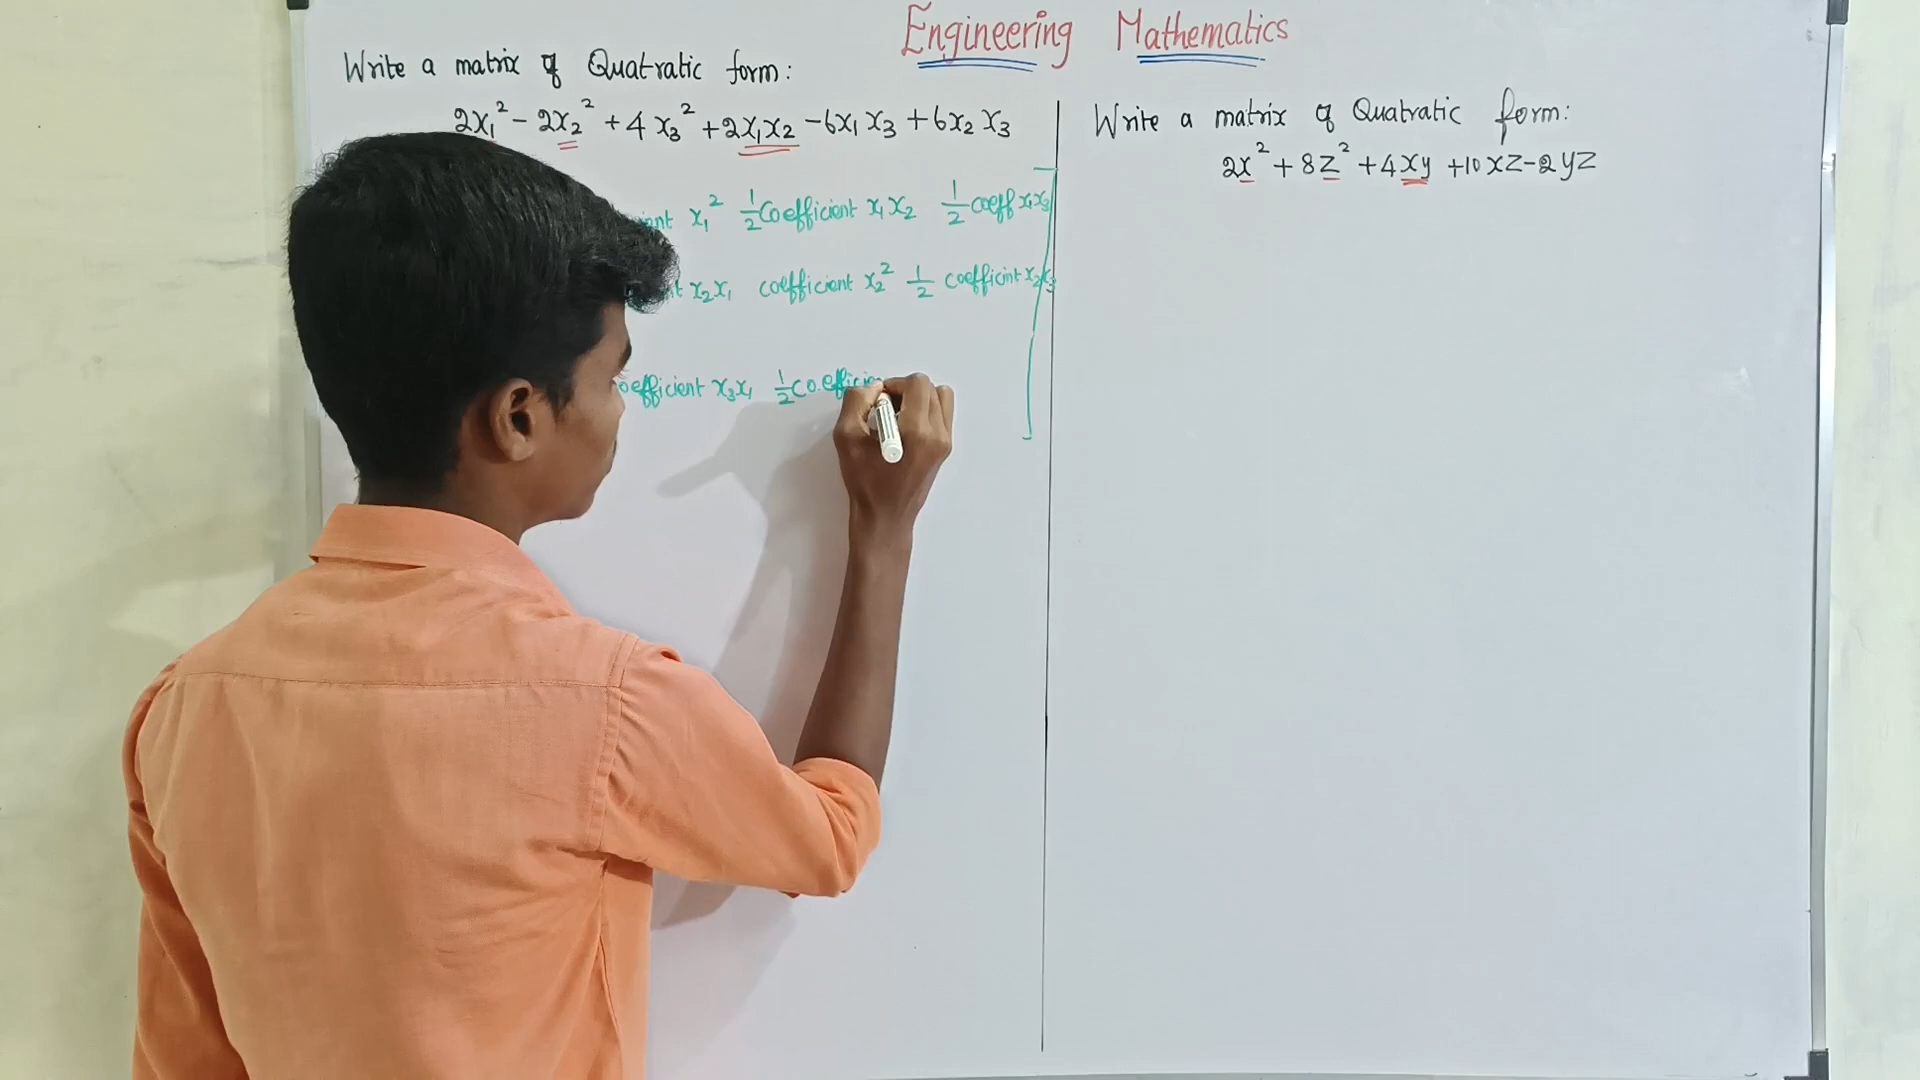 Engineering Mathematics
Write a matrix of Quatratic form:
2x₁² - 2x₂² + 4x₃² + 2x₁x₂ - 6x₁x₃ + 6x₂x₃
x₁² ½ Coefficient x₁x₂ ½ coeff x₁x₃
x₂x₁ coefficient x₂² ½ coefficint x₂x₃
oefficient x₃x₁ ½ Co.efficie
Write a matrix of Quatratic form:
2x² + 8z² + 4xy + 10xz - 2yz